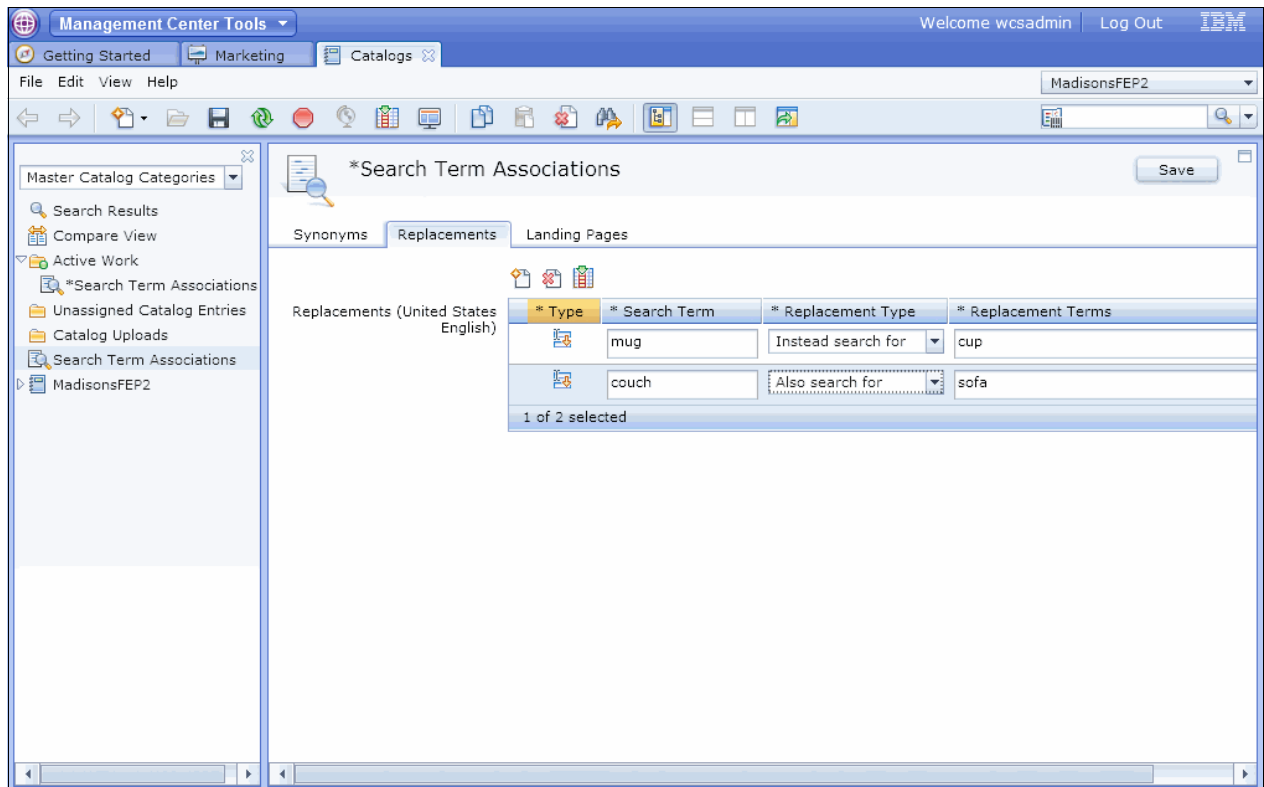 Management Center Tools
Welcome wcsadmin Log Out IBM
Getting Started Marketing Catalogs
File Edit View Help MadisonsFEP2
Master Catalog Categories
Search Results
Compare View
Active Work
*Search Term Associations
Unassigned Catalog Entries
Catalog Uploads
Search Term Associations
MadisonsFEP2
*Search Term Associations
Save
Synonyms Replacements Landing Pages
Replacements (United States
English)
* Type * Search Term * Replacement Type * Replacement Terms
mug Instead search for cup
couch Also search for sofa
1 of 2 selected